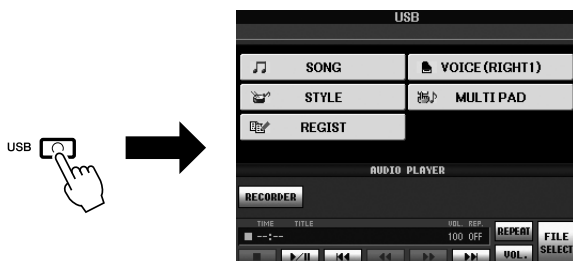 USB
USB
SONG
VOICE(RIGHT1)
STYLE
MULTI PAD
REGIST
AUDIO PLAYER
RECORDER
TIME TITLE VOL. REP.
--:-- 100 OFF
REPEAT
FILE SELECT
VOL.